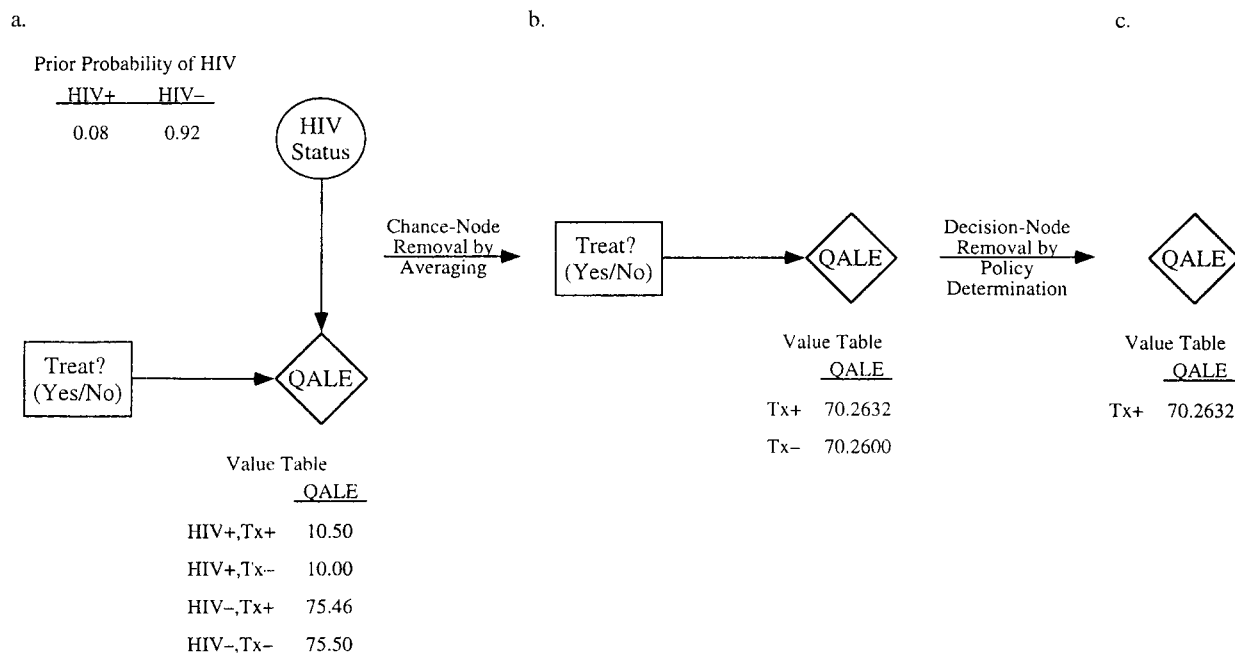 a.
Prior Probability of HIV
HIV+ HIV–
0.08 0.92
HIV
Status
Treat?
(Yes/No)
QALE
Value Table
QALE
HIV+,Tx+ 10.50
HIV+,Tx– 10.00
HIV–,Tx+ 75.46
HIV–,Tx– 75.50
Chance-Node
Removal by
Averaging
b.
Treat?
(Yes/No)
QALE
Value Table
QALE
Tx+ 70.2632
Tx– 70.2600
Decision-Node
Removal by
Policy
Determination
c.
QALE
Value Table
QALE
Tx+ 70.2632